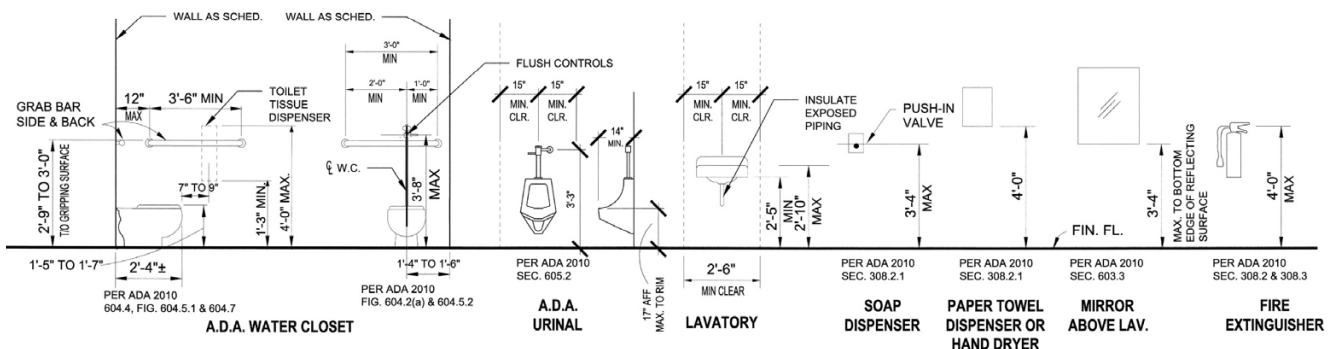 WALL AS SCHED.
WALL AS SCHED.
GRAB BAR
SIDE & BACK
12"
MAX
3'-6" MIN
TOILET
TISSUE
DISPENSER
2'-9" TO 3'-0"
T/O GRIPPING SURFACE
7" TO 9"
1'-3" MIN.
4'-0" MAX.
1'-5" TO 1'-7"
2'-4"±
PER ADA 2010
604.4, FIG. 604.5.1 & 604.7
3'-0"
MIN
2'-0"
MIN
1'-0"
MIN
FLUSH CONTROLS
℄ W.C.
3'-8"
MAX
1'-4" TO 1'-6"
PER ADA 2010
FIG. 604.2(a) & 604.5.2
A.D.A. WATER CLOSET
15"
MIN.
CLR.
15"
MIN.
CLR.
14"
MIN.
3'-3"
17" AFF
MAX. TO RIM
PER ADA 2010
SEC. 605.2
A.D.A.
URINAL
15"
MIN.
CLR.
15"
MIN.
CLR.
INSULATE
EXPOSED
PIPING
2'-5"
MIN
2'-10"
MAX
2'-6"
MIN CLEAR
LAVATORY
PUSH-IN
VALVE
3'-4"
MAX
PER ADA 2010
SEC. 308.2.1
SOAP
DISPENSER
4'-0"
PER ADA 2010
SEC. 308.2.1
PAPER TOWEL
DISPENSER OR
HAND DRYER
FIN. FL.
3'-4"
MAX. TO BOTTOM
EDGE OF REFLECTING
SURFACE
PER ADA 2010
SEC. 603.3
MIRROR
ABOVE LAV.
4'-0"
MAX
PER ADA 2010
SEC. 308.2 & 308.3
FIRE
EXTINGUISHER